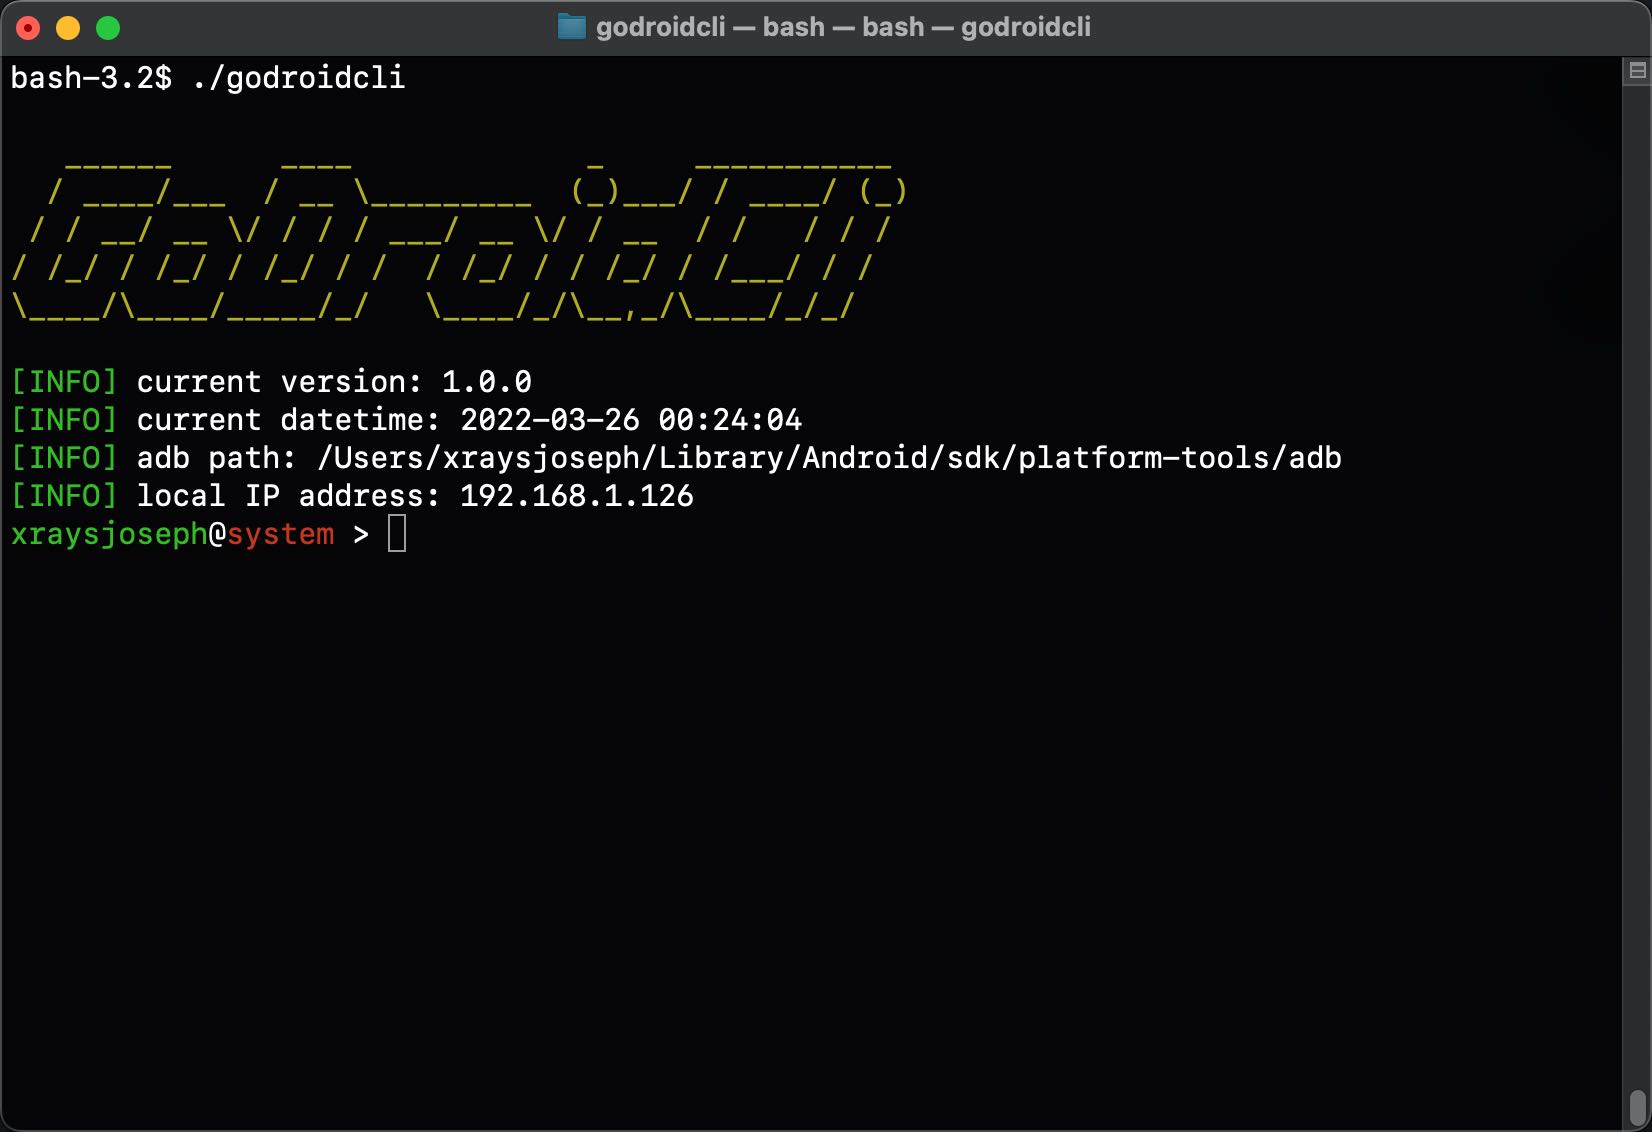 godroidcli — bash — bash — godroidcli
bash-3.2$ ./godroidcli
   ______      ____             _     ___________
  / ____/___  / __ \_________  (_)___/ / ____/ (_)
 / / __/ __ \/ / / / ___/ __ \/ / __  / /   / / /
/ /_/ / /_/ / /_/ / /  / /_/ / / /_/ / /___/ / /
\____/\____/_____/_/   \____/_/\__,_/\____/_/_/
[INFO] current version: 1.0.0
[INFO] current datetime: 2022-03-26 00:24:04
[INFO] adb path: /Users/xraysjoseph/Library/Android/sdk/platform-tools/adb
[INFO] local IP address: 192.168.1.126
xraysjoseph@system >